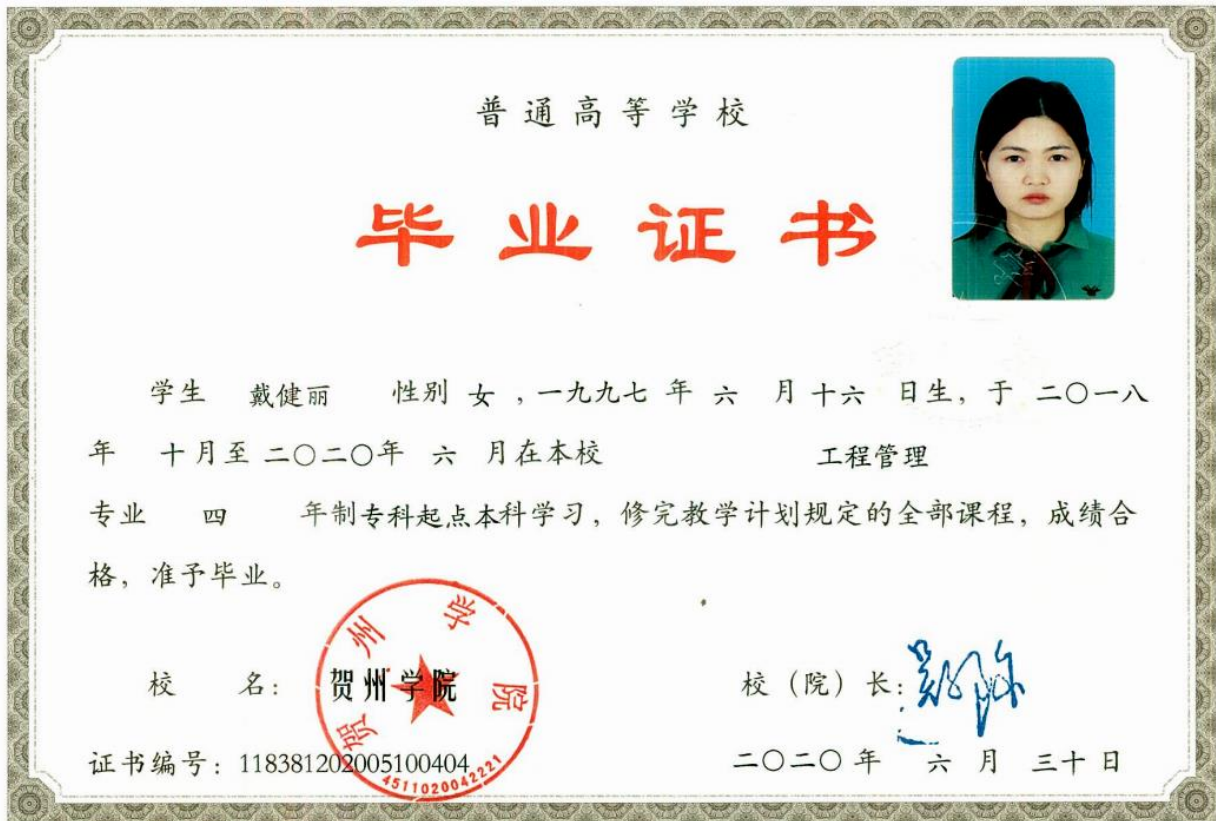 普通高等学校
毕业证书
学生 戴健丽 性别 女 ，一九九七 年 六 月 十六 日生，于 二〇一八
年 十月至 二〇二〇年 六 月在本校 工程管理
专业 四 年制专科起点本科学习，修完教学计划规定的全部课程，成绩合
格，准予毕业。
校 名： 贺州学院
贺州学院
4511020042221
校（院）长：
证书编号：118381202005100404
二〇二〇年 六 月 三十日